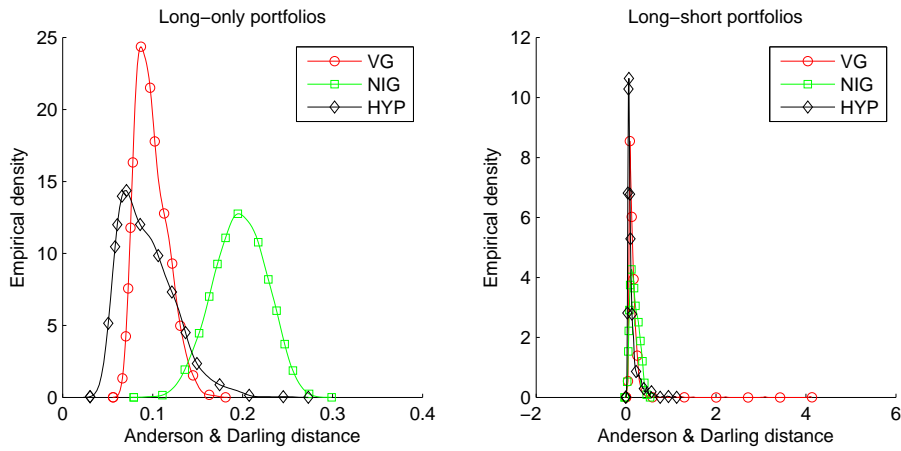 Long−only portfolios
25
20
15
10
5
0
0
0.1
0.2
0.3
0.4
Empirical density
Anderson & Darling distance
VG
NIG
HYP
Long−short portfolios
12
10
8
6
4
2
0
−2
0
2
4
6
Empirical density
Anderson & Darling distance
VG
NIG
HYP